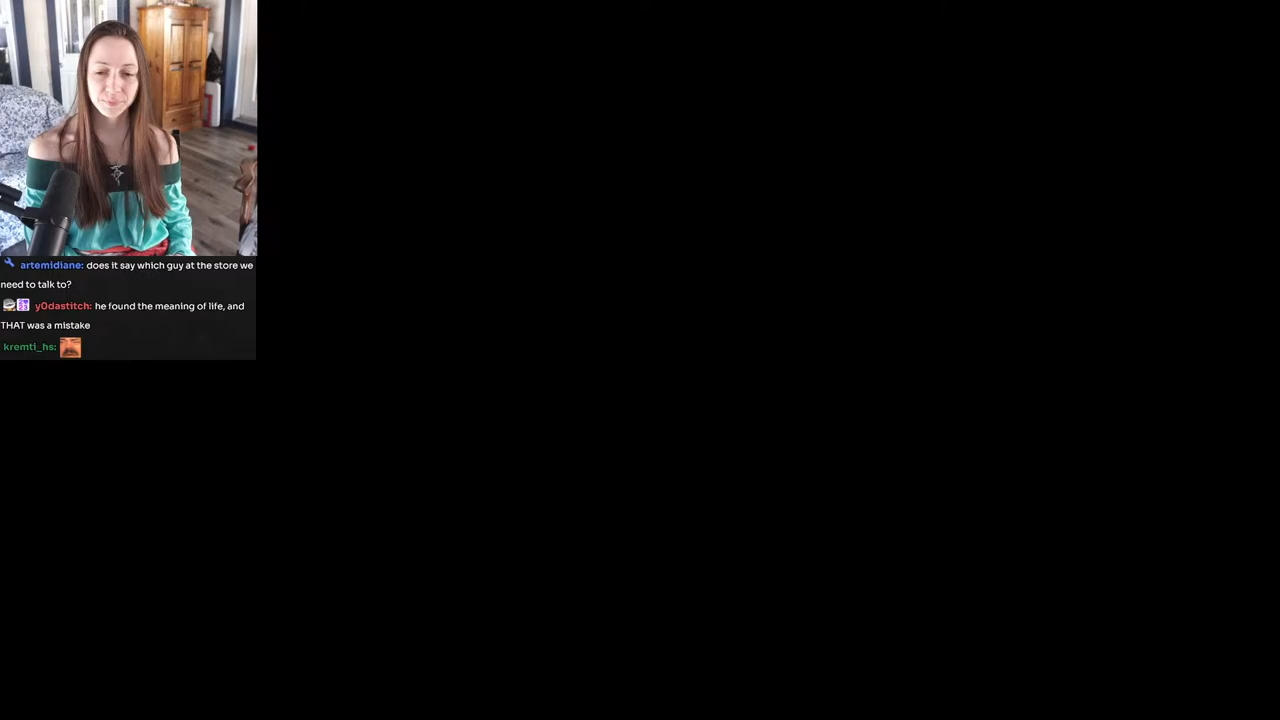 artemidiane: does it say which guy at the store we
need to talk to?
y0dastitch: he found the meaning of life, and
THAT was a mistake
kremti_hs: